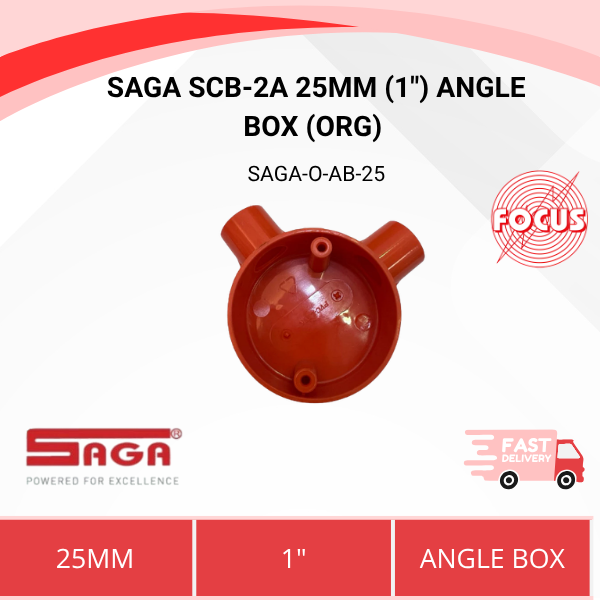 SAGA SCB-2A 25MM (1") ANGLE
BOX (ORG)
SAGA-O-AB-25
FOCUS
SAGA®
POWERED FOR EXCELLENCE
FAST
DELIVERY
25MM
1"
ANGLE BOX